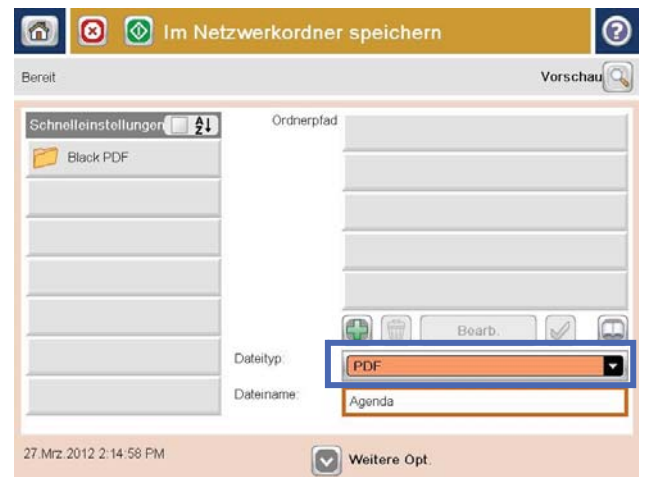 Im Netzwerkordner speichern
Bereit
Vorschau
Schnelleinstellungen
Ordnerpfad
Black PDF
Bearb.
Dateityp:
PDF
Dateiname:
Agenda
27.Mrz.2012 2:14:58 PM
Weitere Opt.